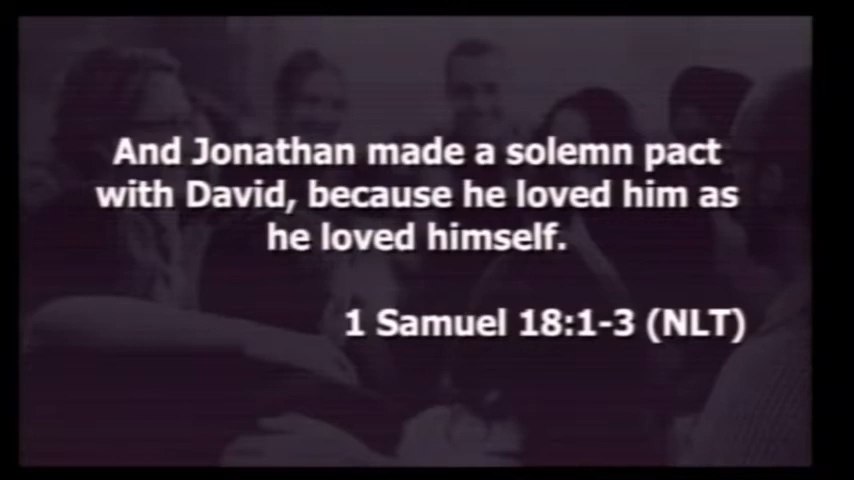 And Jonathan made a solemn pact
with David, because he loved him as
he loved himself.
1 Samuel 18:1-3 (NLT)